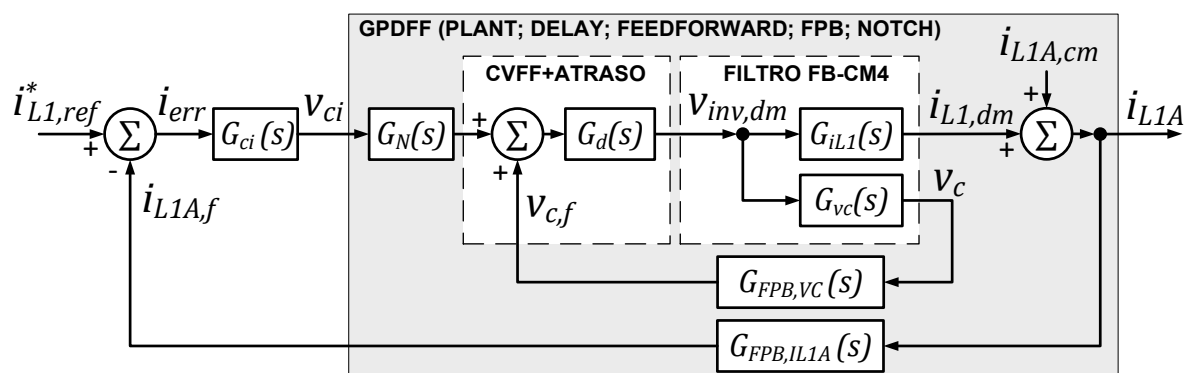 GPDFF (PLANT; DELAY; FEEDFORWARD; FPB; NOTCH)
CVFF+ATRASO
FILTRO FB-CM4
i*L1,ref
+
Σ
-
ierr
Gci(s)
vci
GN(s)
+
Σ
+
Gd(s)
vinv,dm
GiL1(s)
iL1,dm
iL1A,cm
+
Σ
+
iL1A
Gvc(s)
vc
iL1A,f
vc,f
GFPB,VC(s)
GFPB,IL1A(s)